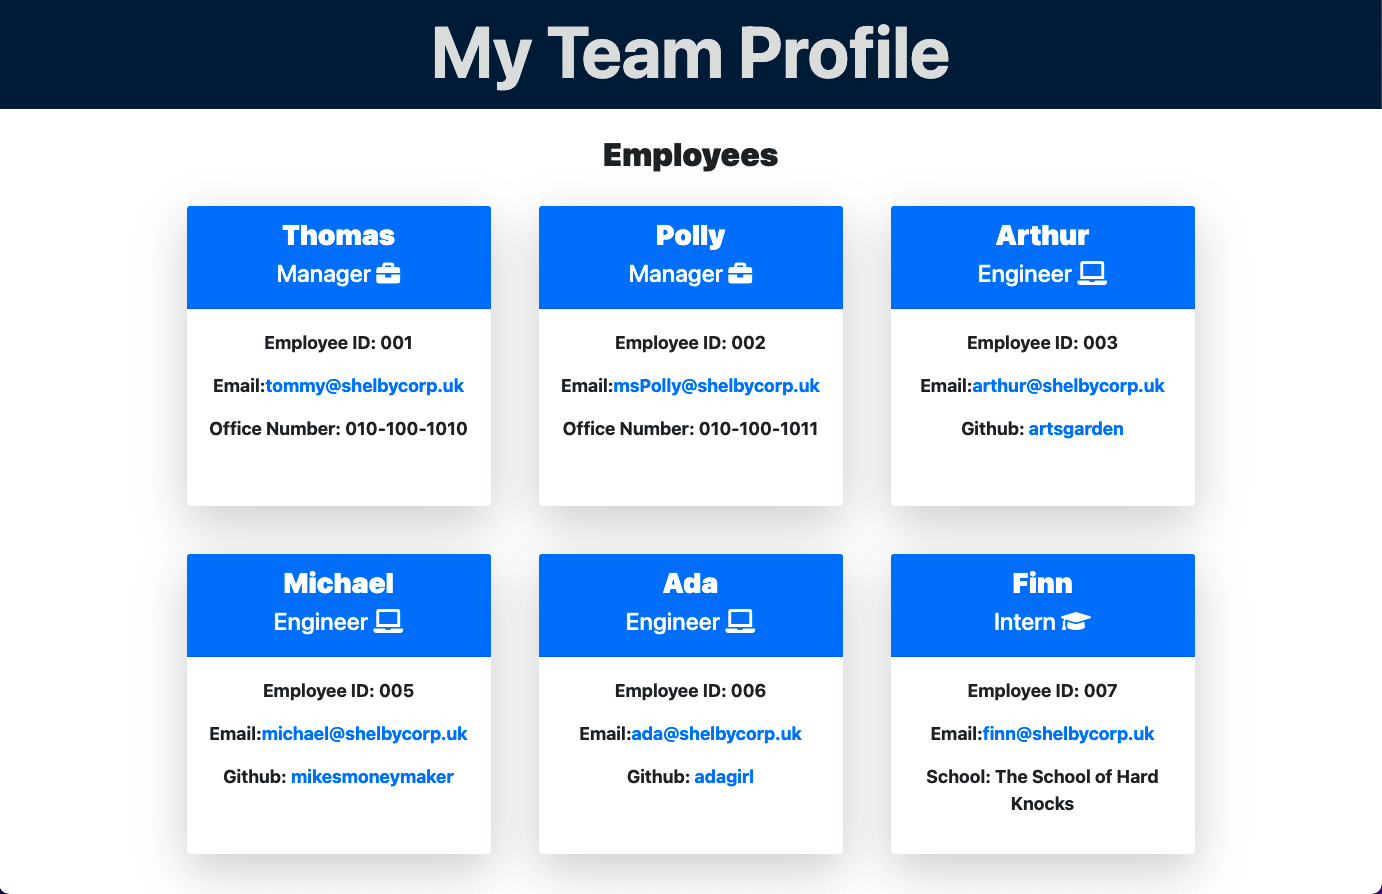 My Team Profile
Employees
Thomas
Manager
Employee ID: 001
Email:tommy@shelbycorp.uk
Office Number: 010-100-1010
Polly
Manager
Employee ID: 002
Email:msPolly@shelbycorp.uk
Office Number: 010-100-1011
Arthur
Engineer
Employee ID: 003
Email:arthur@shelbycorp.uk
Github: artsgarden
Michael
Engineer
Employee ID: 005
Email:michael@shelbycorp.uk
Github: mikesmoneymaker
Ada
Engineer
Employee ID: 006
Email:ada@shelbycorp.uk
Github: adagirl
Finn
Intern
Employee ID: 007
Email:finn@shelbycorp.uk
School: The School of Hard
Knocks